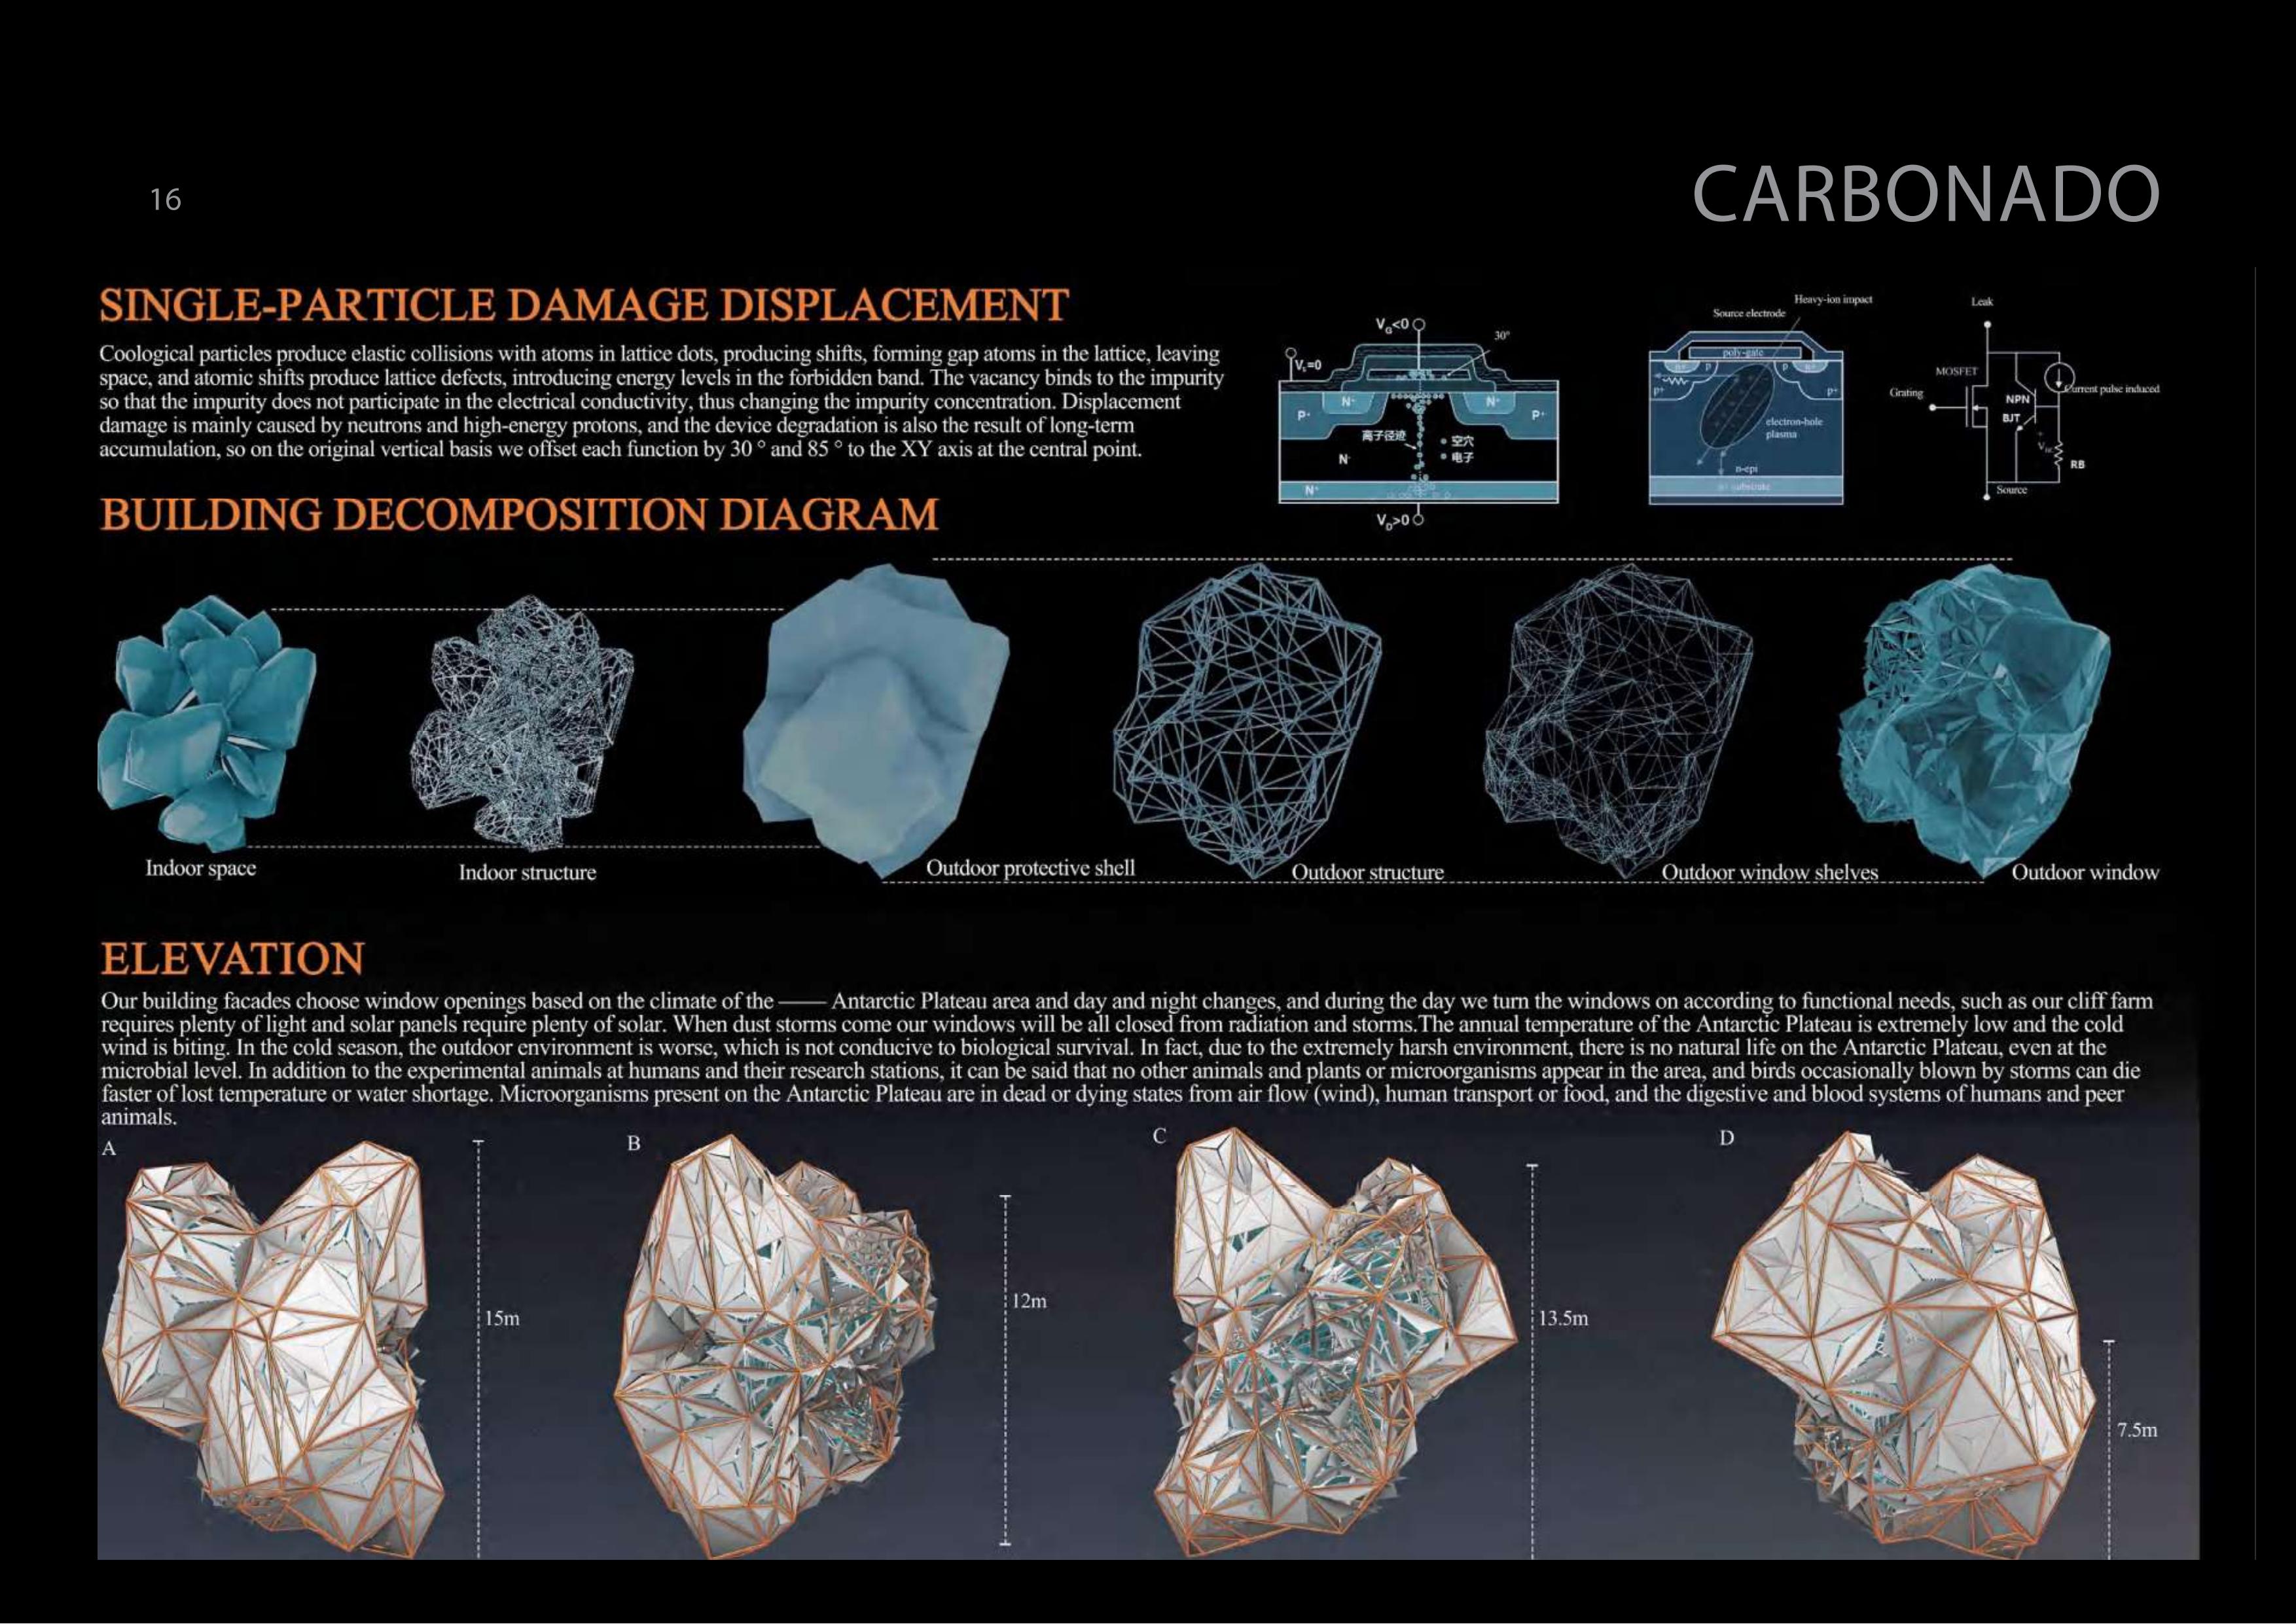 16
CARBONADO
SINGLE-PARTICLE DAMAGE DISPLACEMENT
Coological particles produce elastic collisions with atoms in lattice dots, producing shifts, forming gap atoms in the lattice, leaving
space, and atomic shifts produce lattice defects, introducing energy levels in the forbidden band. The vacancy binds to the impurity
so that the impurity does not participate in the electrical conductivity, thus changing the impurity concentration. Displacement
damage is mainly caused by neutrons and high-energy protons, and the device degradation is also the result of long-term
accumulation, so on the original vertical basis we offset each function by 30 ° and 85 ° to the XY axis at the central point.
V_G<0
30°
=0
N+
N+
P+
P+
离子径迹
空穴
电子
N-
N+
V_D>0
Heavy-ion impact
Source electrode
poly-gate
n+
p
p
n+
p+
p+
electron-hole
plasma
n-epi
n+ substrate
Leak
MOSFET
Grating
NPN
BJT
Current pulse induced
RB
Source
BUILDING DECOMPOSITION DIAGRAM
Indoor space
Indoor structure
Outdoor protective shell
Outdoor structure
Outdoor window shelves
Outdoor window
ELEVATION
Our building facades choose window openings based on the climate of the —— Antarctic Plateau area and day and night changes, and during the day we turn the windows on according to functional needs, such as our cliff farm
requires plenty of light and solar panels require plenty of solar. When dust storms come our windows will be all closed from radiation and storms.The annual temperature of the Antarctic Plateau is extremely low and the cold
wind is biting. In the cold season, the outdoor environment is worse, which is not conducive to biological survival. In fact, due to the extremely harsh environment, there is no natural life on the Antarctic Plateau, even at the
microbial level. In addition to the experimental animals at humans and their research stations, it can be said that no other animals and plants or microorganisms appear in the area, and birds occasionally blown by storms can die
faster of lost temperature or water shortage. Microorganisms present on the Antarctic Plateau are in dead or dying states from air flow (wind), human transport or food, and the digestive and blood systems of humans and peer
animals.
A
B
C
D
15m
12m
13.5m
7.5m